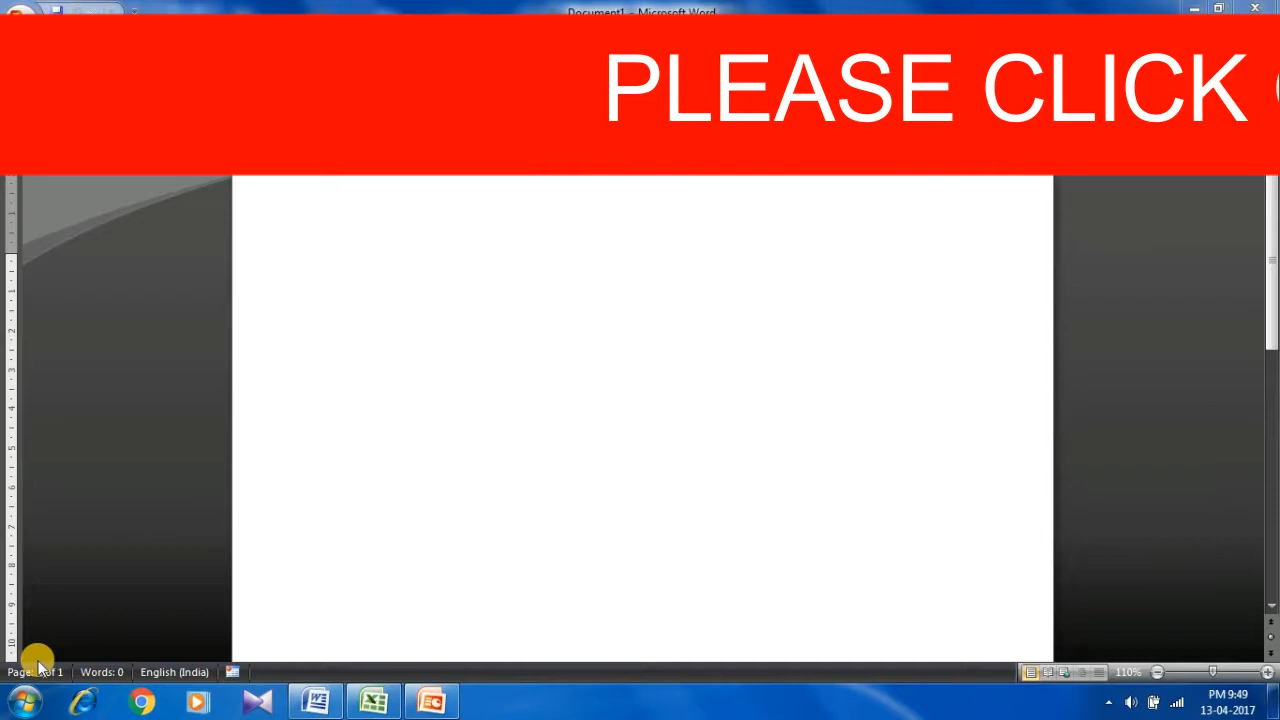 Document1 - Microsoft Word
PLEASE CLICK
Words: 0
English (India)
110%
PM 9:49
13-04-2017